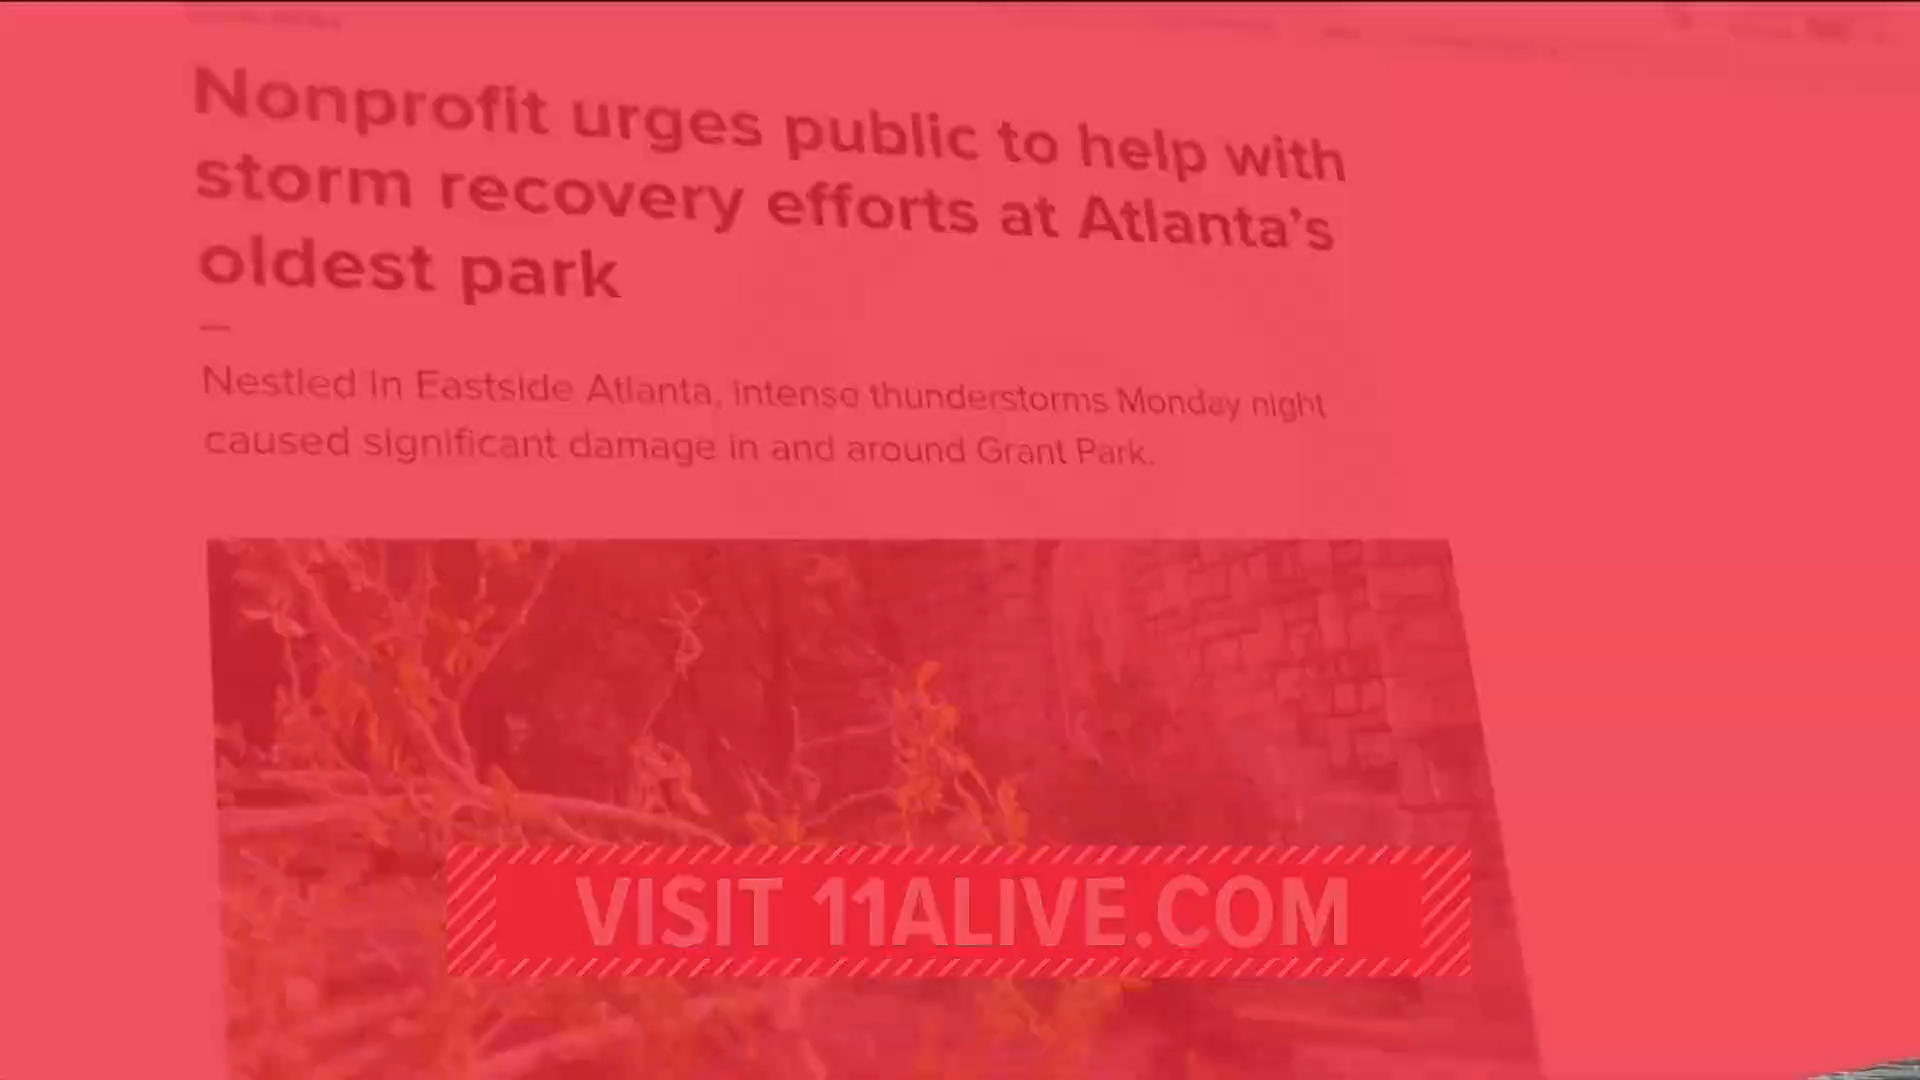 Nonprofit urges public to help with
storm recovery efforts at Atlanta's
oldest park
Nestled in Eastside Atlanta, intense thunderstorms Monday night
caused significant damage in and around Grant Park.
VISIT 11ALIVE.COM